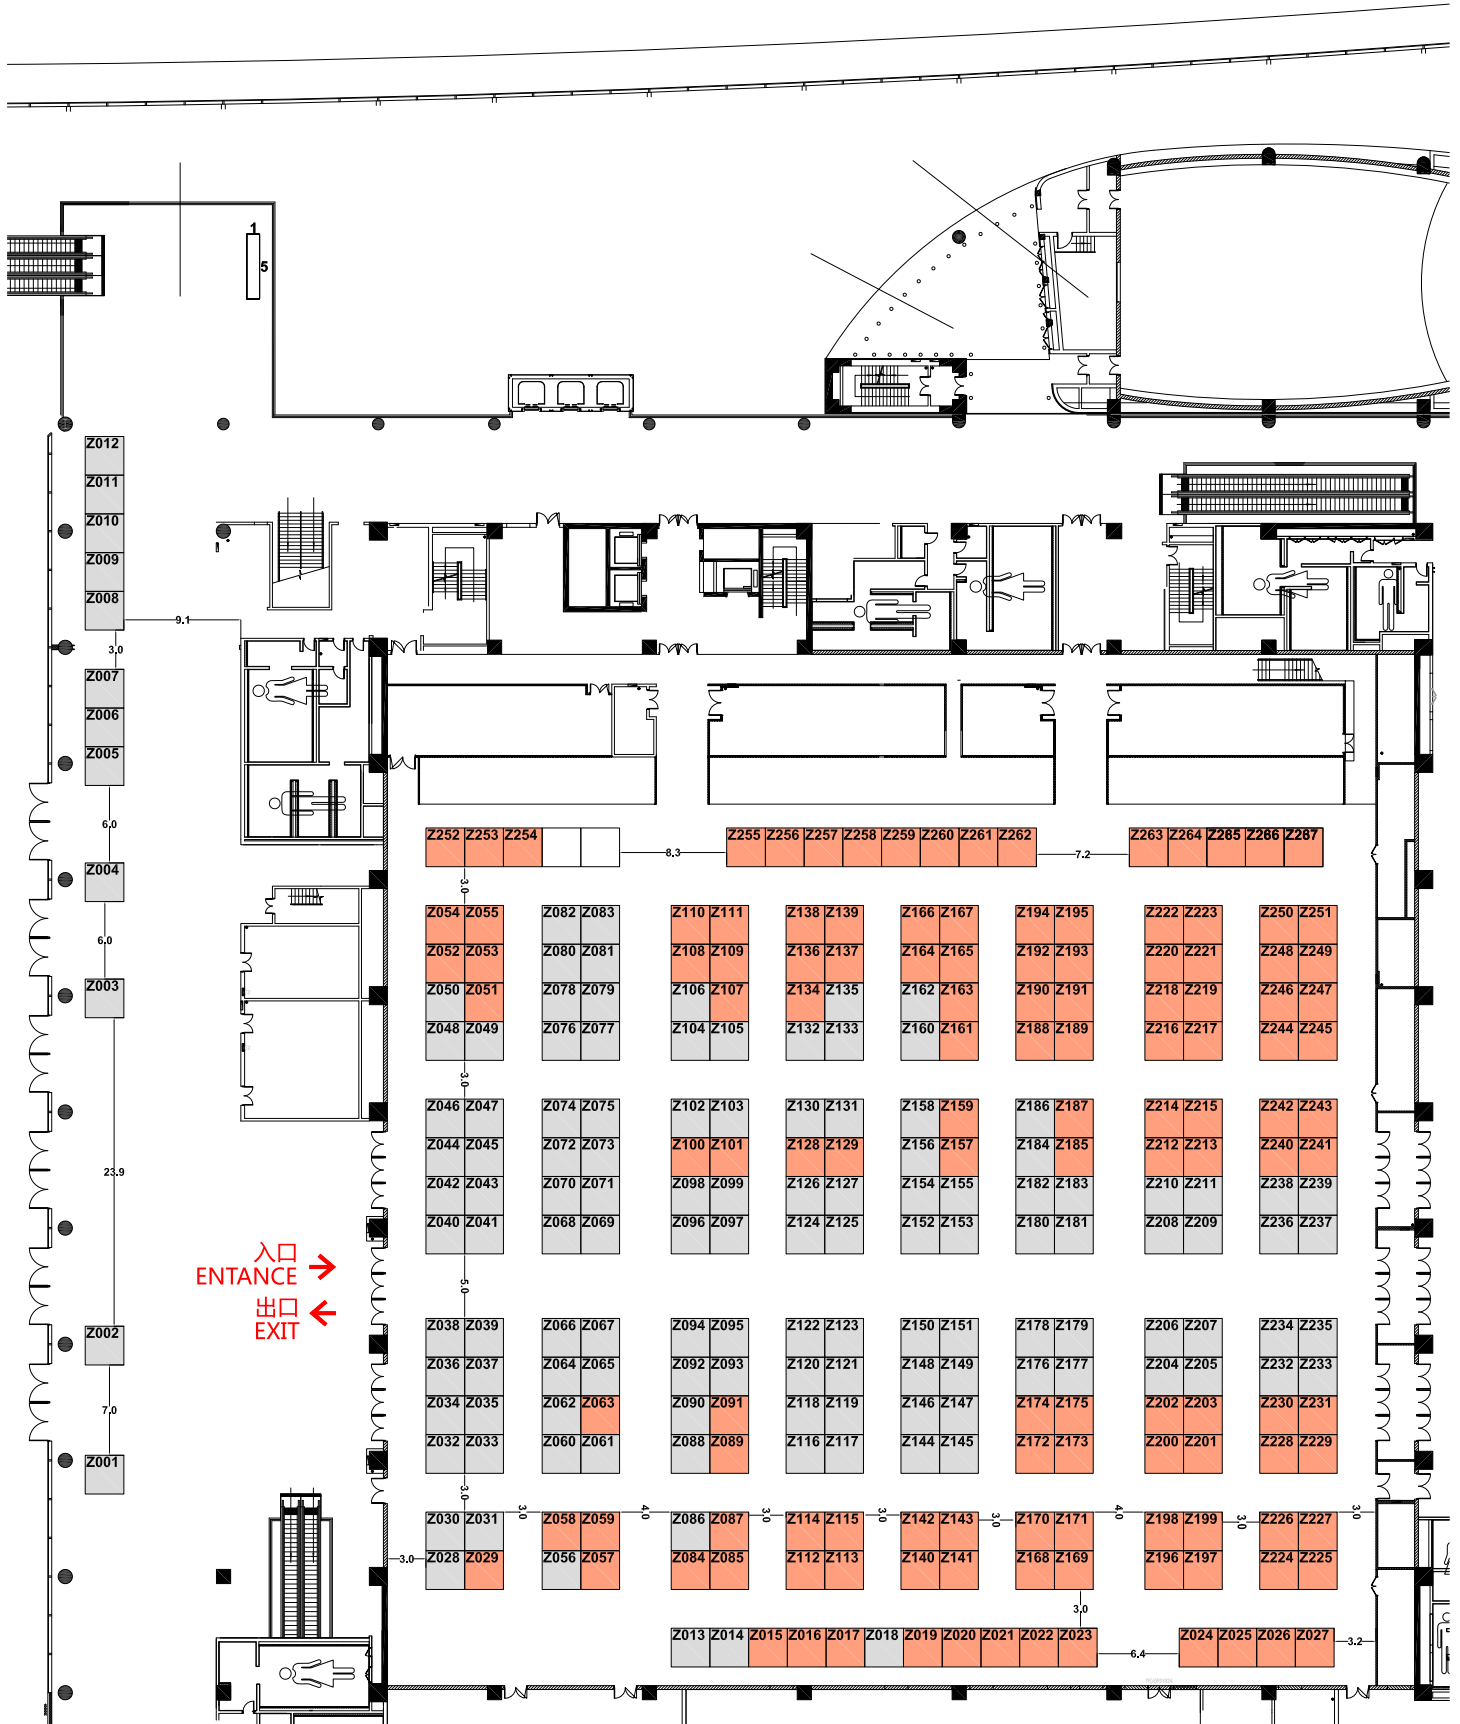 1
5
Z012
Z011
Z010
Z009
Z008
9.1
3.0
Z007
Z006
Z005
6.0
Z004
6.0
Z003
23.9
Z002
7.0
Z001
入口
ENTANCE
出口
EXIT
Z252 Z253 Z254
8.3
Z255 Z256 Z257 Z258 Z259 Z260 Z261 Z262
7.2
Z263 Z264 Z265 Z266 Z267
3.0
Z054 Z055 Z082 Z083 Z110 Z111 Z138 Z139 Z166 Z167 Z194 Z195 Z222 Z223 Z250 Z251
Z052 Z053 Z080 Z081 Z108 Z109 Z136 Z137 Z164 Z165 Z192 Z193 Z220 Z221 Z248 Z249
Z050 Z051 Z078 Z079 Z106 Z107 Z134 Z135 Z162 Z163 Z190 Z191 Z218 Z219 Z246 Z247
Z048 Z049 Z076 Z077 Z104 Z105 Z132 Z133 Z160 Z161 Z188 Z189 Z216 Z217 Z244 Z245
3.0
Z046 Z047 Z074 Z075 Z102 Z103 Z130 Z131 Z158 Z159 Z186 Z187 Z214 Z215 Z242 Z243
Z044 Z045 Z072 Z073 Z100 Z101 Z128 Z129 Z156 Z157 Z184 Z185 Z212 Z213 Z240 Z241
Z042 Z043 Z070 Z071 Z098 Z099 Z126 Z127 Z154 Z155 Z182 Z183 Z210 Z211 Z238 Z239
Z040 Z041 Z068 Z069 Z096 Z097 Z124 Z125 Z152 Z153 Z180 Z181 Z208 Z209 Z236 Z237
5.0
Z038 Z039 Z066 Z067 Z094 Z095 Z122 Z123 Z150 Z151 Z178 Z179 Z206 Z207 Z234 Z235
Z036 Z037 Z064 Z065 Z092 Z093 Z120 Z121 Z148 Z149 Z176 Z177 Z204 Z205 Z232 Z233
Z034 Z035 Z062 Z063 Z090 Z091 Z118 Z119 Z146 Z147 Z174 Z175 Z202 Z203 Z230 Z231
Z032 Z033 Z060 Z061 Z088 Z089 Z116 Z117 Z144 Z145 Z172 Z173 Z200 Z201 Z228 Z229
3.0
3.0 4.0 3.0 3.0 3.0 4.0 3.0 3.0
Z030 Z031 Z058 Z059 Z086 Z087 Z114 Z115 Z142 Z143 Z170 Z171 Z198 Z199 Z226 Z227
3.0
Z028 Z029 Z056 Z057 Z084 Z085 Z112 Z113 Z140 Z141 Z168 Z169 Z196 Z197 Z224 Z225
3.0
Z013 Z014 Z015 Z016 Z017 Z018 Z019 Z020 Z021 Z022 Z023
6.4
Z024 Z025 Z026 Z027
3.2